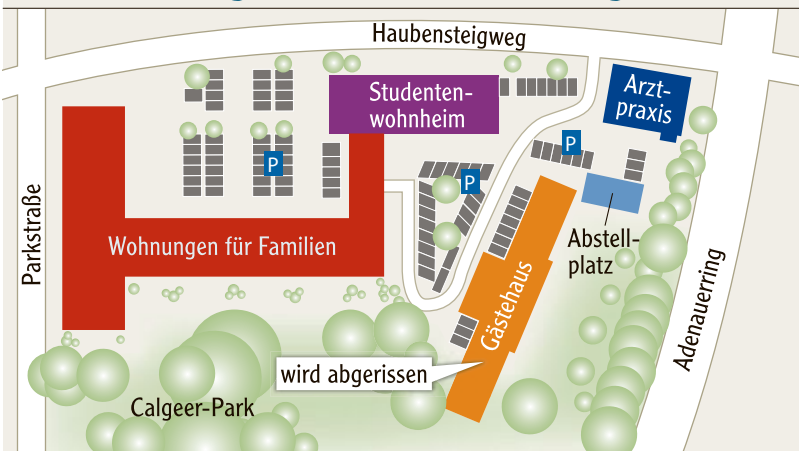 Haubensteigweg
Studenten-
wohnheim
Arzt-
praxis
P
P
P
Parkstraße
Wohnungen für Familien
Abstell-
platz
Gästehaus
Adenauerring
wird abgerissen
Calgeer-Park